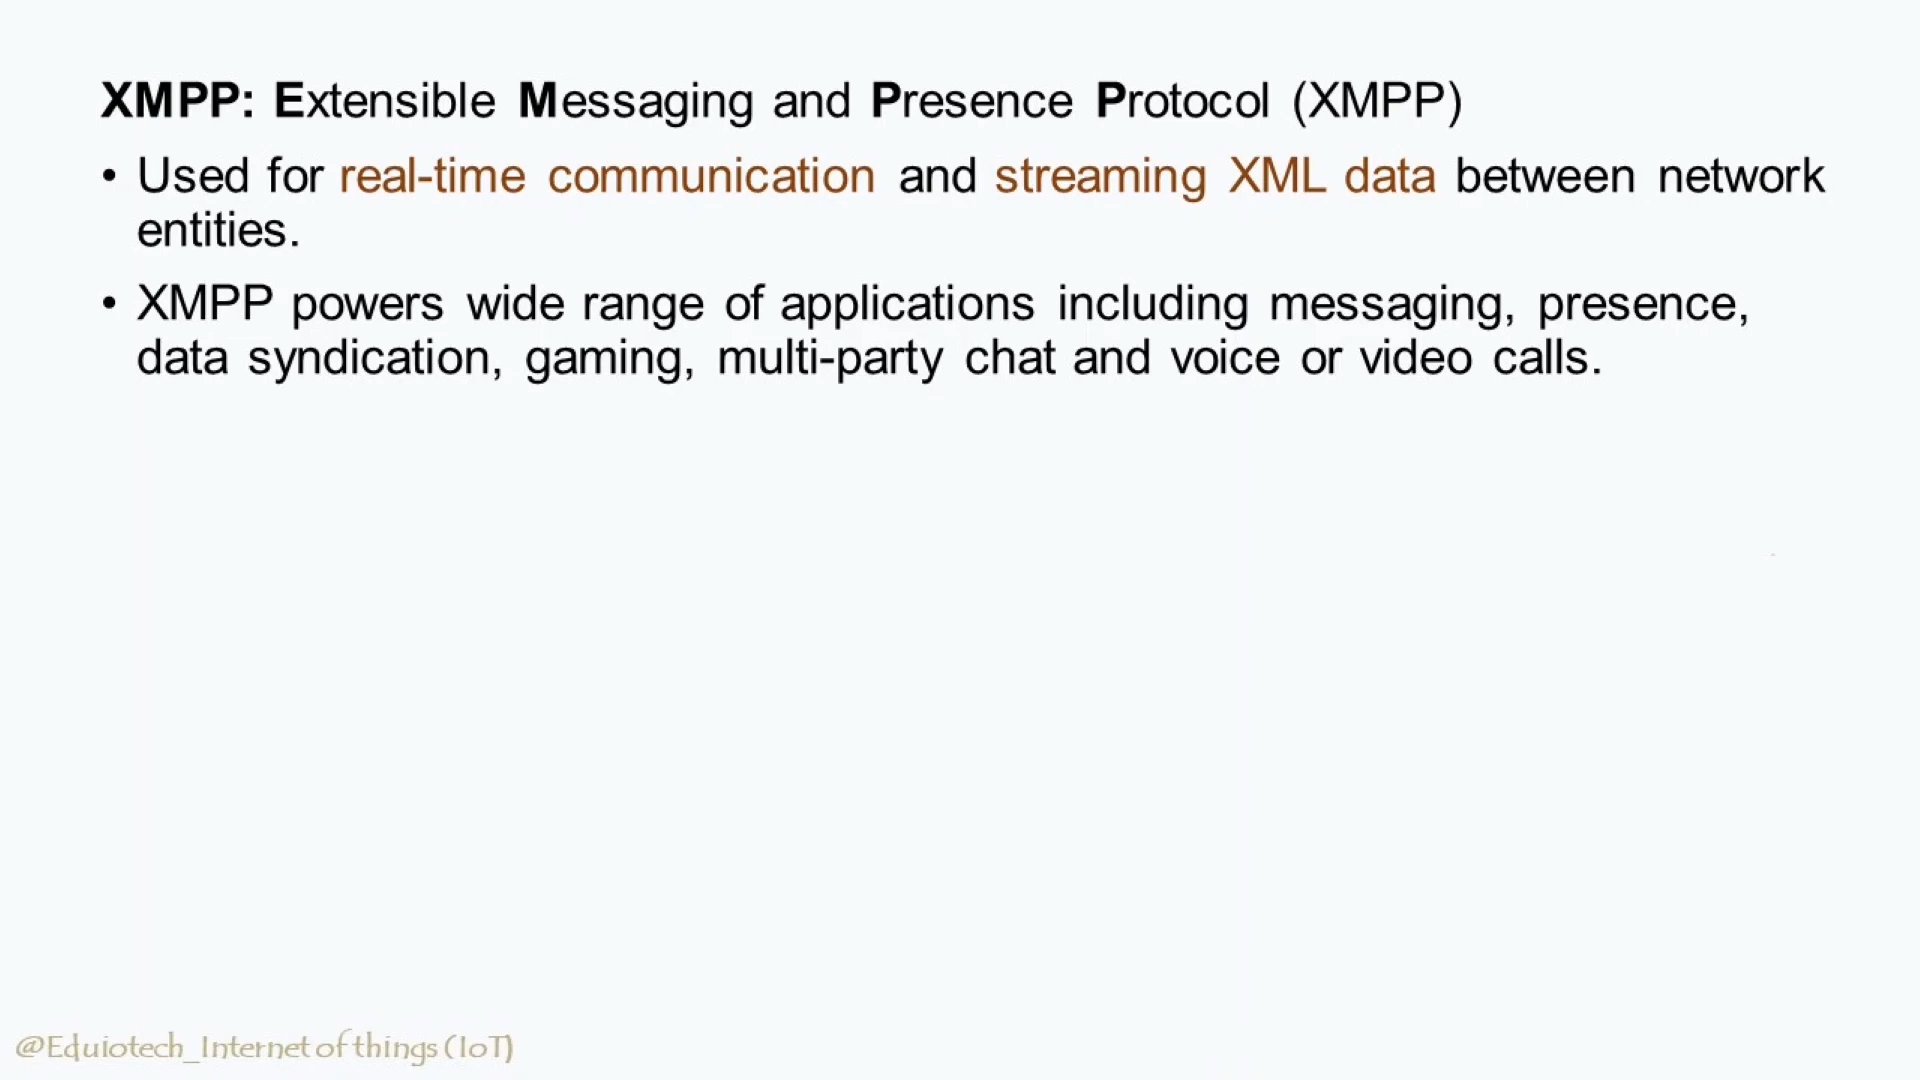 XMPP: Extensible Messaging and Presence Protocol (XMPP)
• Used for real-time communication and streaming XML data between network
entities.
• XMPP powers wide range of applications including messaging, presence,
data syndication, gaming, multi-party chat and voice or video calls.
@Eduiotech_Internet of things (IoT)